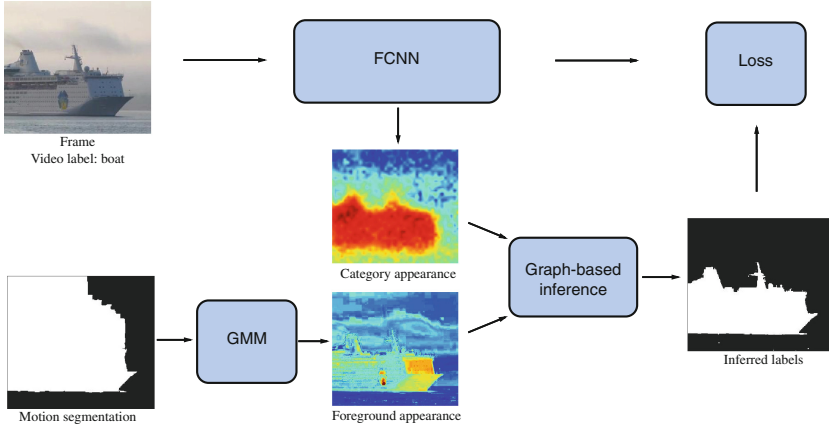 FCNN
Loss
Frame
Video label: boat
Category appearance
Graph-based
inference
GMM
Inferred labels
Motion segmentation
Foreground appearance